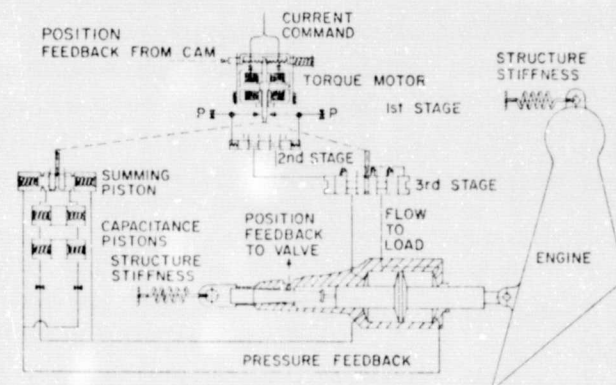 CURRENT
COMMAND
POSITION
FEEDBACK FROM CAM
TORQUE MOTOR
STRUCTURE
STIFFNESS
P
P
1st STAGE
2nd STAGE
3rd STAGE
SUMMING
PISTON
CAPACITANCE
PISTONS
STRUCTURE
STIFFNESS
POSITION
FEEDBACK
TO VALVE
FLOW
TO
LOAD
ENGINE
PRESSURE FEEDBACK